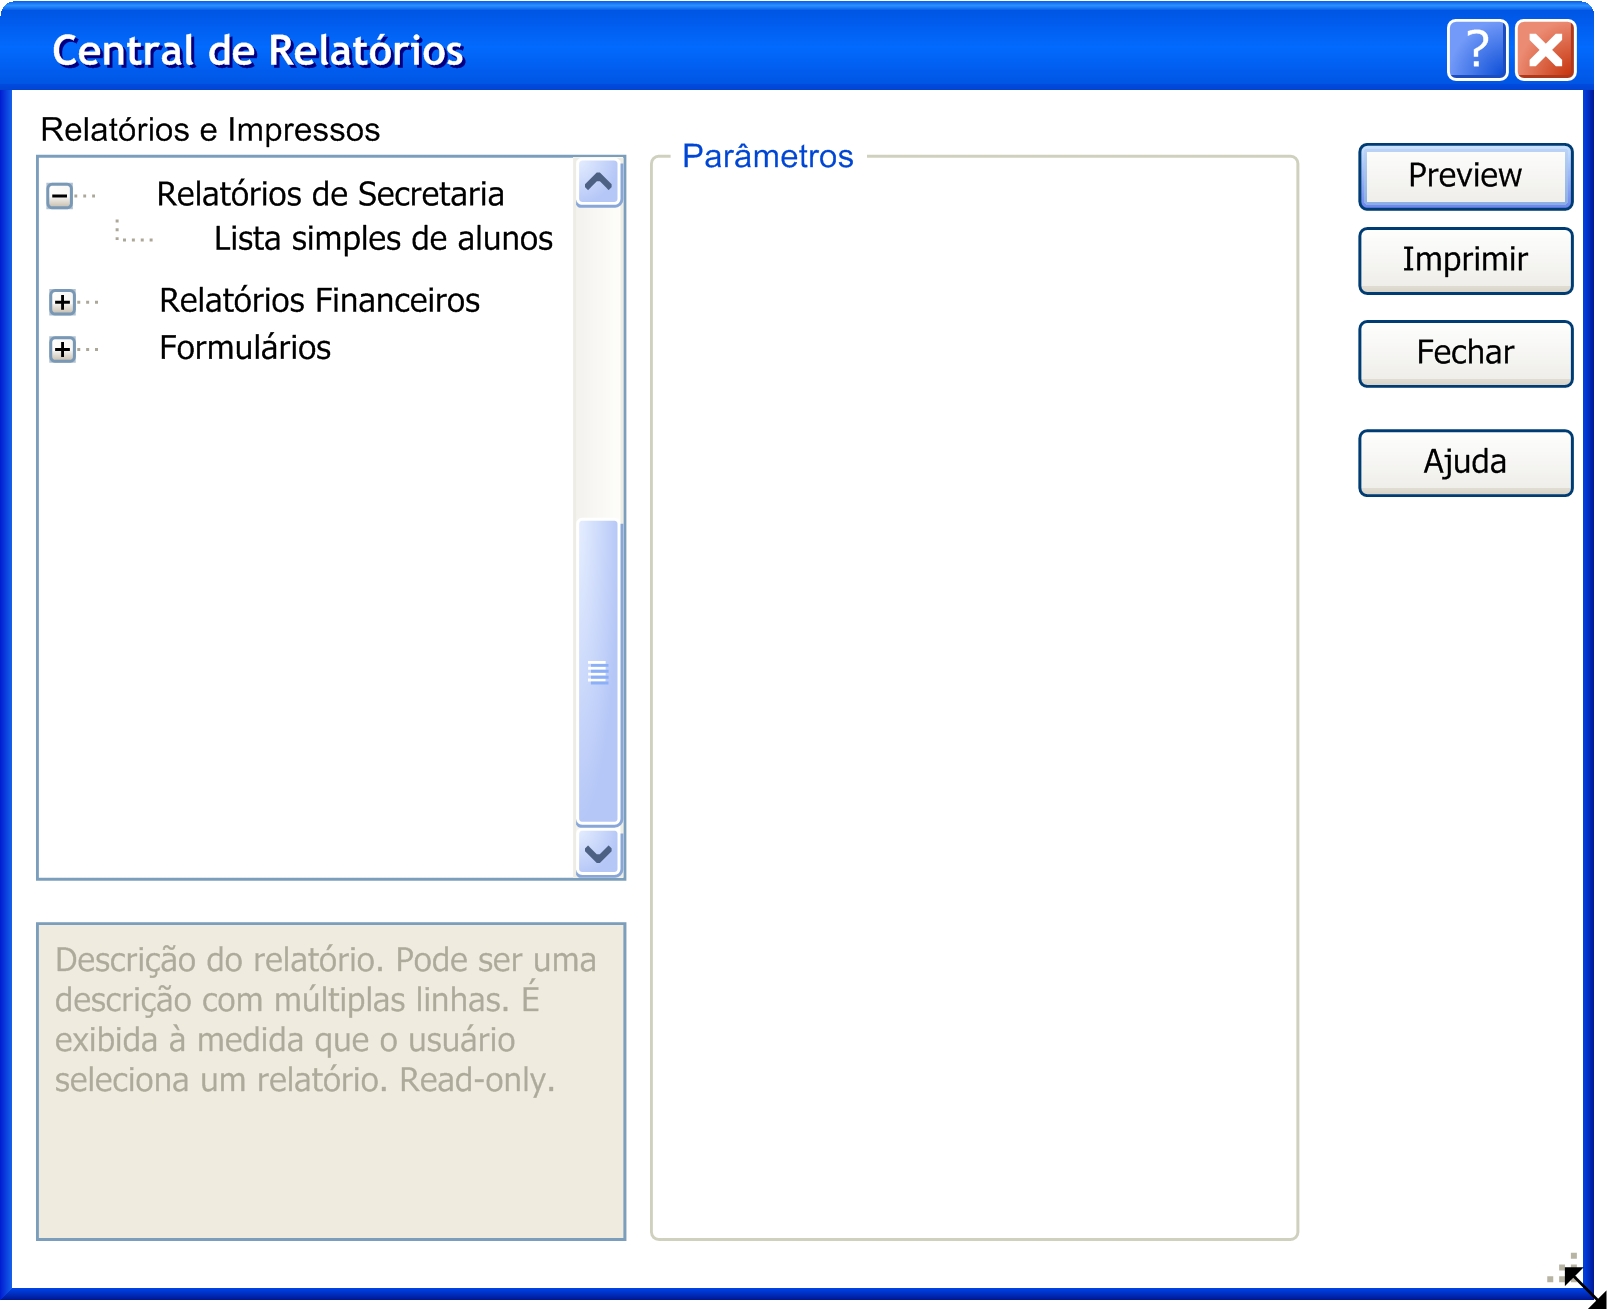 Central de Relatórios
?
Relatórios e Impressos
Relatórios de Secretaria
Lista simples de alunos
Relatórios Financeiros
Formulários
Descrição do relatório. Pode ser uma
descrição com múltiplas linhas. É
exibida à medida que o usuário
seleciona um relatório. Read-only.
Parâmetros
Preview
Imprimir
Fechar
Ajuda